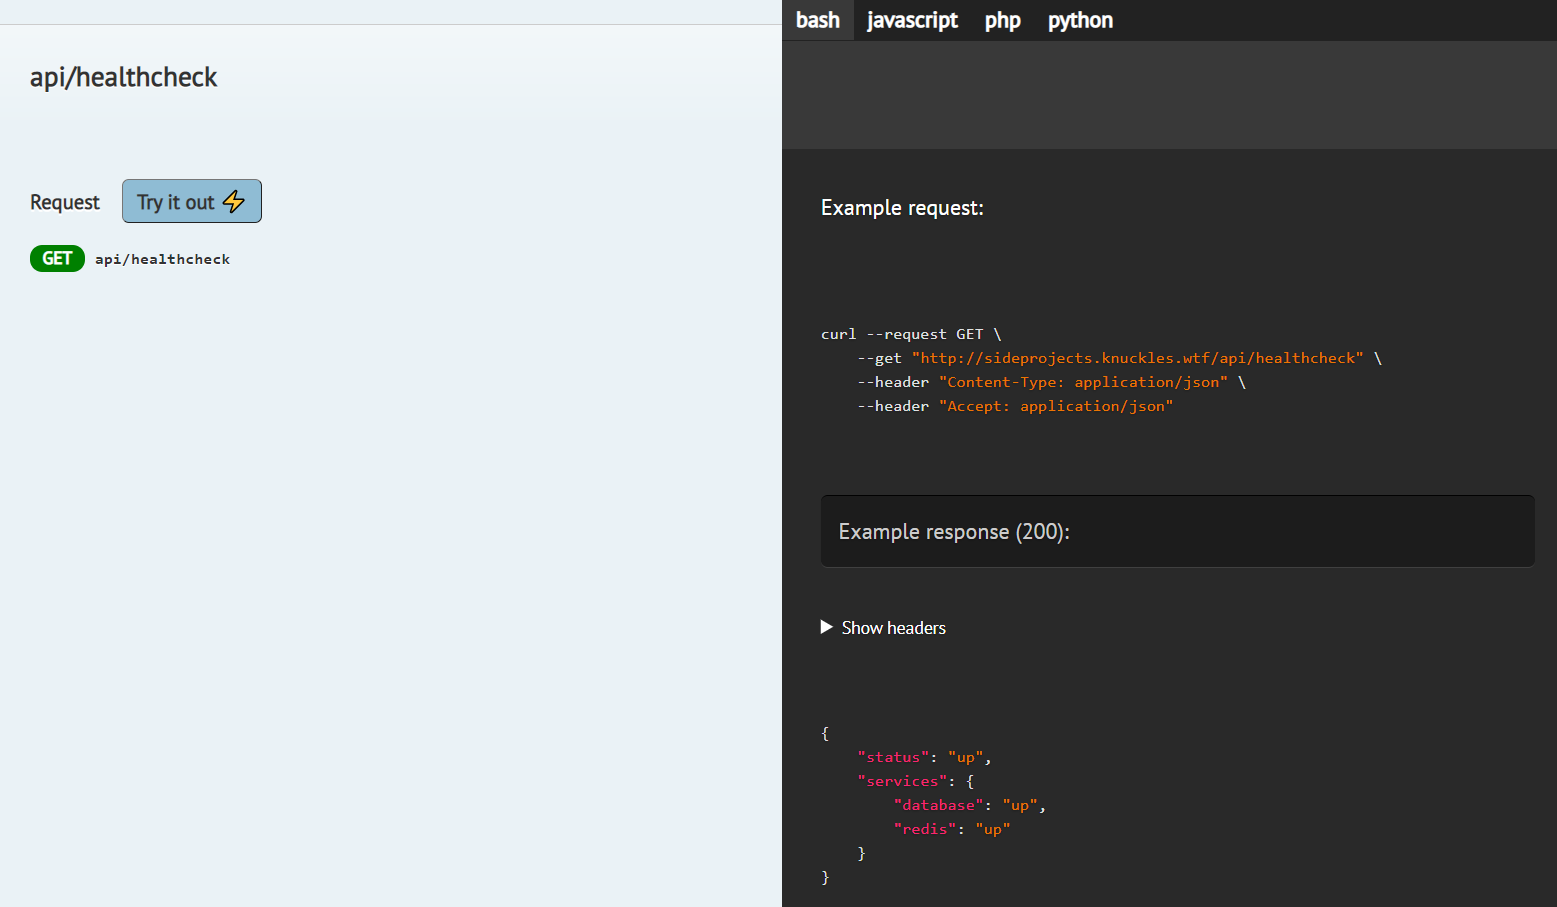 api/healthcheck
Request
Try it out ⚡
GET api/healthcheck
bash javascript php python
Example request:
curl --request GET \
    --get "http://sideprojects.knuckles.wtf/api/healthcheck" \
    --header "Content-Type: application/json" \
    --header "Accept: application/json"
Example response (200):
▶ Show headers
{
    "status": "up",
    "services": {
        "database": "up",
        "redis": "up"
    }
}